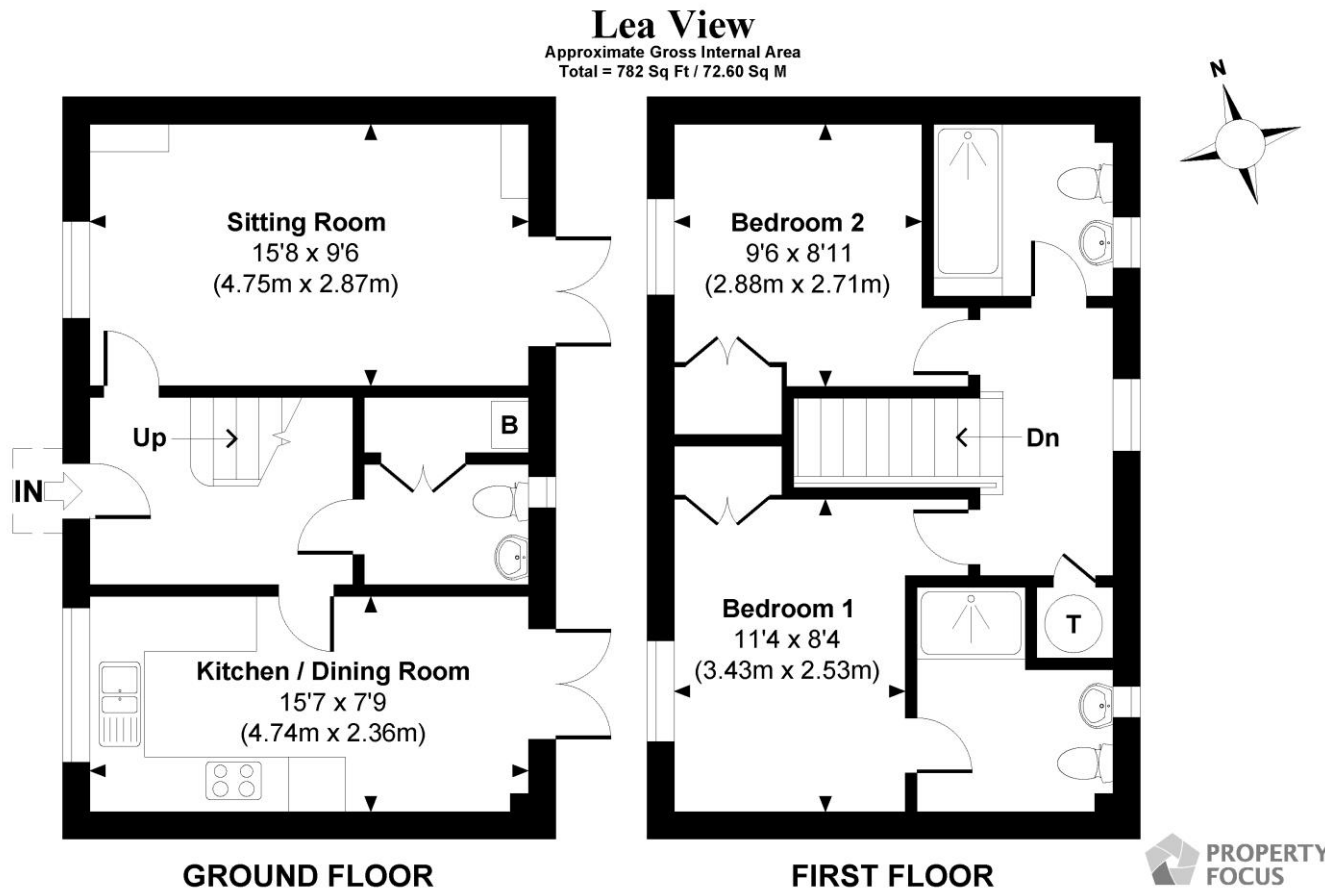 Lea View
Approximate Gross Internal Area
Total = 782 Sq Ft / 72.60 Sq M
N
Sitting Room
15'8 x 9'6
(4.75m x 2.87m)
Up
B
IN
Kitchen / Dining Room
15'7 x 7'9
(4.74m x 2.36m)
GROUND FLOOR
Bedroom 2
9'6 x 8'11
(2.88m x 2.71m)
Dn
Bedroom 1
11'4 x 8'4
(3.43m x 2.53m)
T
FIRST FLOOR
PROPERTY
FOCUS